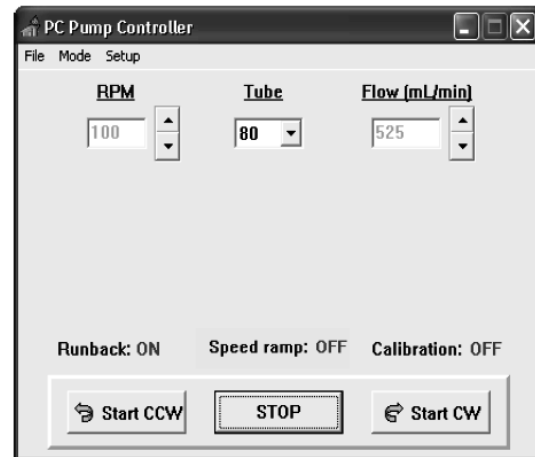 PC Pump Controller
File Mode Setup
RPM Tube Flow (mL/min)
100 80 525
Runback: ON Speed ramp: OFF Calibration: OFF
Start CCW STOP Start CW